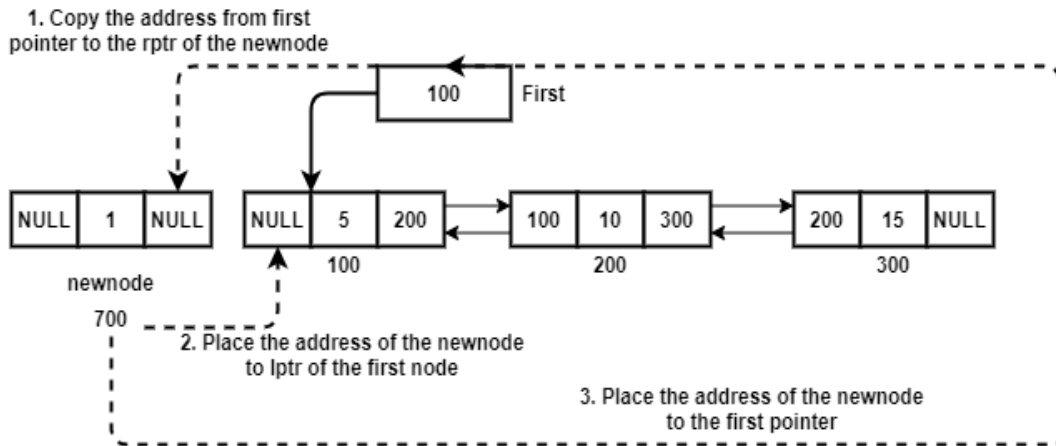 1. Copy the address from first
pointer to the rptr of the newnode
100 First
NULL 1 NULL NULL 5 200 100 10 300 200 15 NULL
100 200 300
newnode
700
2. Place the address of the newnode
to lptr of the first node
3. Place the address of the newnode
to the first pointer